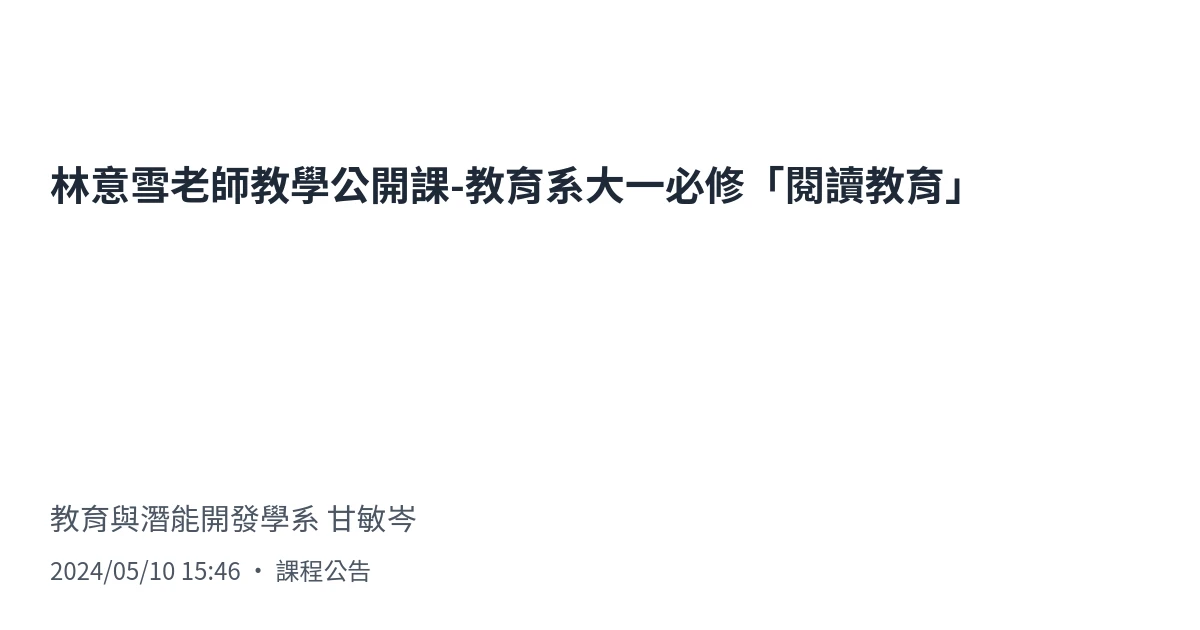 林意雪老師教學公開課-教育系大一必修「閱讀教育」
教育與潛能開發學系 甘敏岑
2024/05/10 15:46 • 課程公告